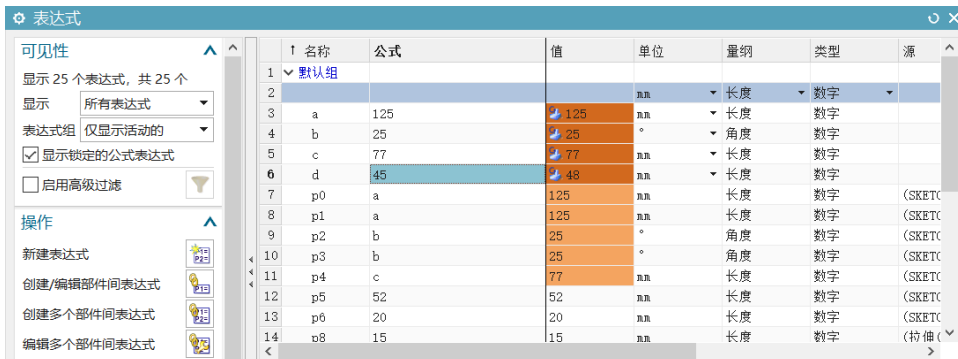 表达式
可见性
显示 25 个表达式，共 25 个
显示 所有表达式
表达式组 仅显示活动的
显示锁定的公式表达式
启用高级过滤
操作
新建表达式
创建/编辑部件间表达式
创建多个部件间表达式
编辑多个部件间表达式
↑ 名称 公式 值 单位 量纲 类型 源
1 默认组
2 mm 长度 数字
3 a 125 125 mm 长度 数字
4 b 25 25 ° 角度 数字
5 c 77 77 mm 长度 数字
6 d 45 48 mm 长度 数字
7 p0 a 125 mm 长度 数字 (SKETC
8 p1 a 125 mm 长度 数字 (SKETC
9 p2 b 25 ° 角度 数字 (SKETC
10 p3 b 25 ° 角度 数字 (SKETC
11 p4 c 77 mm 长度 数字 (SKETC
12 p5 52 52 mm 长度 数字 (SKETC
13 p6 20 20 mm 长度 数字 (SKETC
14 p8 15 15 mm 长度 数字 (拉伸(